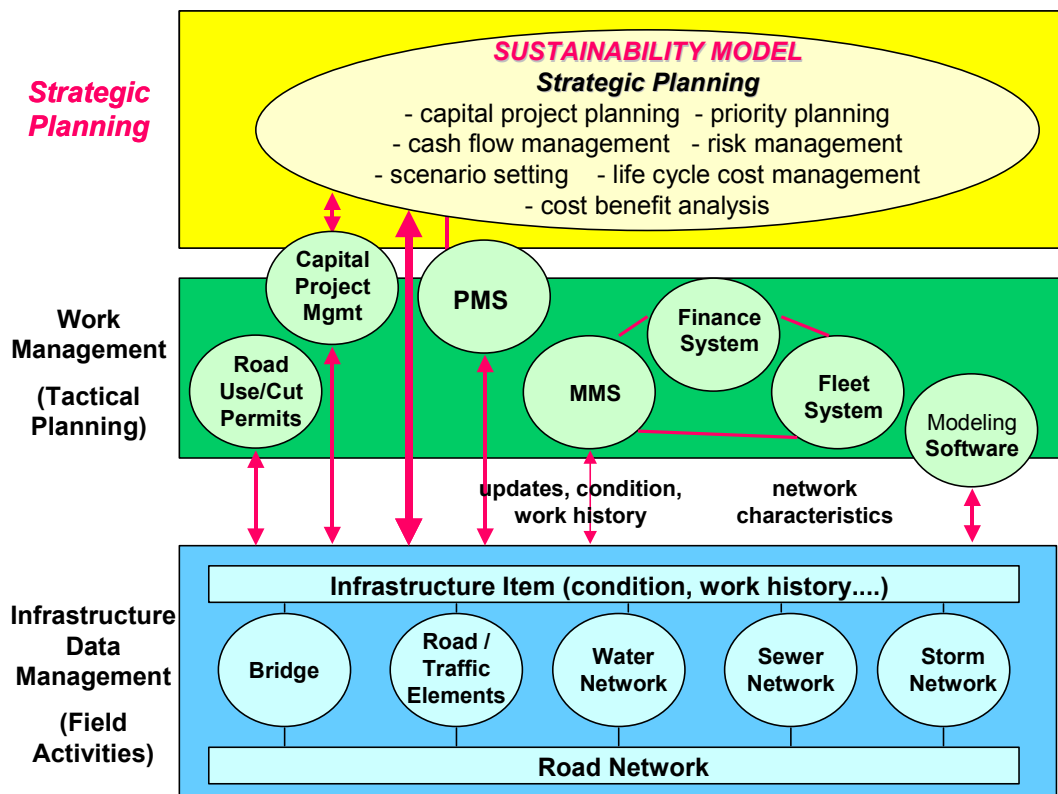 SUSTAINABILITY MODEL
Strategic Planning
- capital project planning - priority planning
- cash flow management - risk management
- scenario setting - life cycle cost management
- cost benefit analysis
Strategic
Planning
Capital
Project
Mgmt
PMS
Finance
System
Work
Management
(Tactical
Planning)
Road
Use/Cut
Permits
MMS
Fleet
System
Modeling
Software
updates, condition,
work history
network
characteristics
Infrastructure Item (condition, work history....)
Infrastructure
Data
Management
(Field
Activities)
Bridge
Road /
Traffic
Elements
Water
Network
Sewer
Network
Storm
Network
Road Network